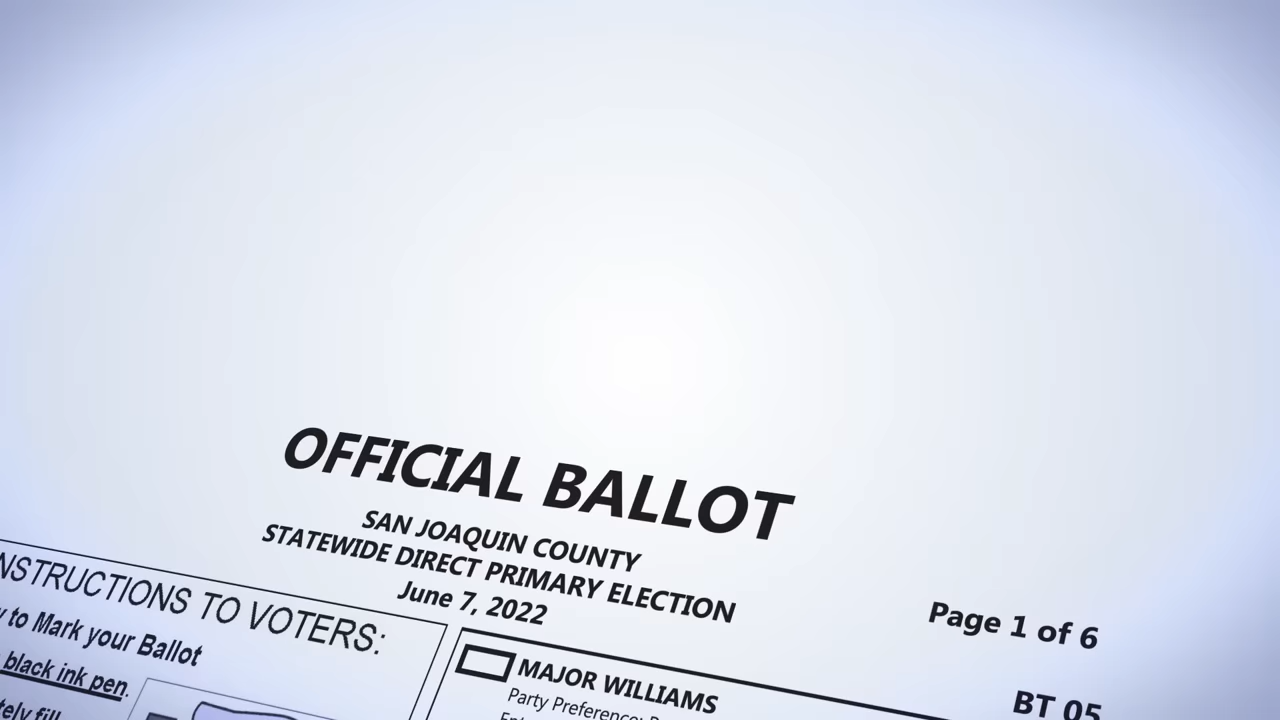 OFFICIAL BALLOT
SAN JOAQUIN COUNTY
STATEWIDE DIRECT PRIMARY ELECTION
June 7, 2022
Page 1 of 6
BT 05
NSTRUCTIONS TO VOTERS:
to Mark your Ballot
black ink pen.
fill
MAJOR WILLIAMS
Party Preference: